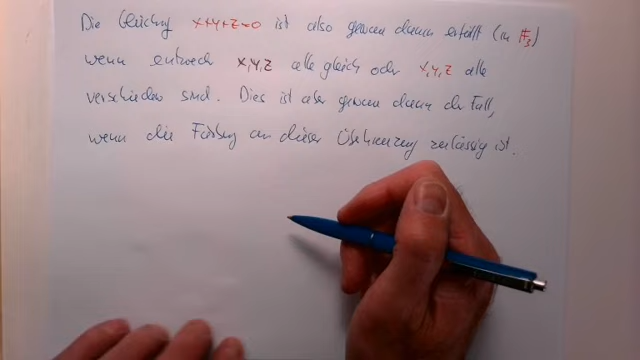 Die Gleichung x+y+z=0 ist also genau dann erfüllt (in F₃)
wenn entweder x,y,z alle gleich oder x,y,z alle
verschieden sind. Dies ist aber genau dann der Fall,
wenn die Färbung an dieser Überkreuzung zulässig ist.